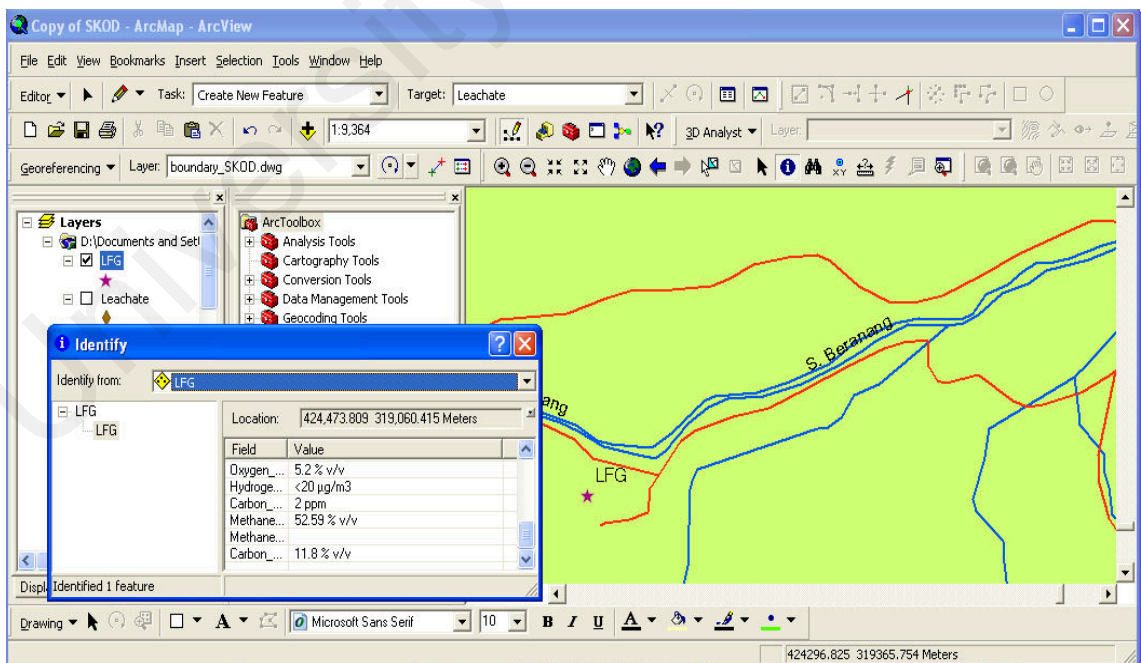 Copy of SKOD - ArcMap - ArcView
File Edit View Bookmarks Insert Selection Tools Window Help
Editor Task: Create New Feature Target: Leachate
1:9,364 3D Analyst Layer:
Georeferencing Layer: boundary_SKOD.dwg
Layers
D:\Documents and Setl
LFG
Leachate
ArcToolbox
Analysis Tools
Cartography Tools
Conversion Tools
Data Management Tools
Geocoding Tools
S. Beranang
ang
LFG
Identify
Identify from: LFG
LFG
LFG
Location: 424,473.809 319,060.415 Meters
Field Value
Oxygen_... 5.2 % v/v
Hydroge... <20 µg/m3
Carbon_... 2 ppm
Methane... 52.59 % v/v
Methane...
Carbon_... 11.8 % v/v
Displ
Identified 1 feature
Drawing A Microsoft Sans Serif 10 B I U A
424296.825 319365.754 Meters
University